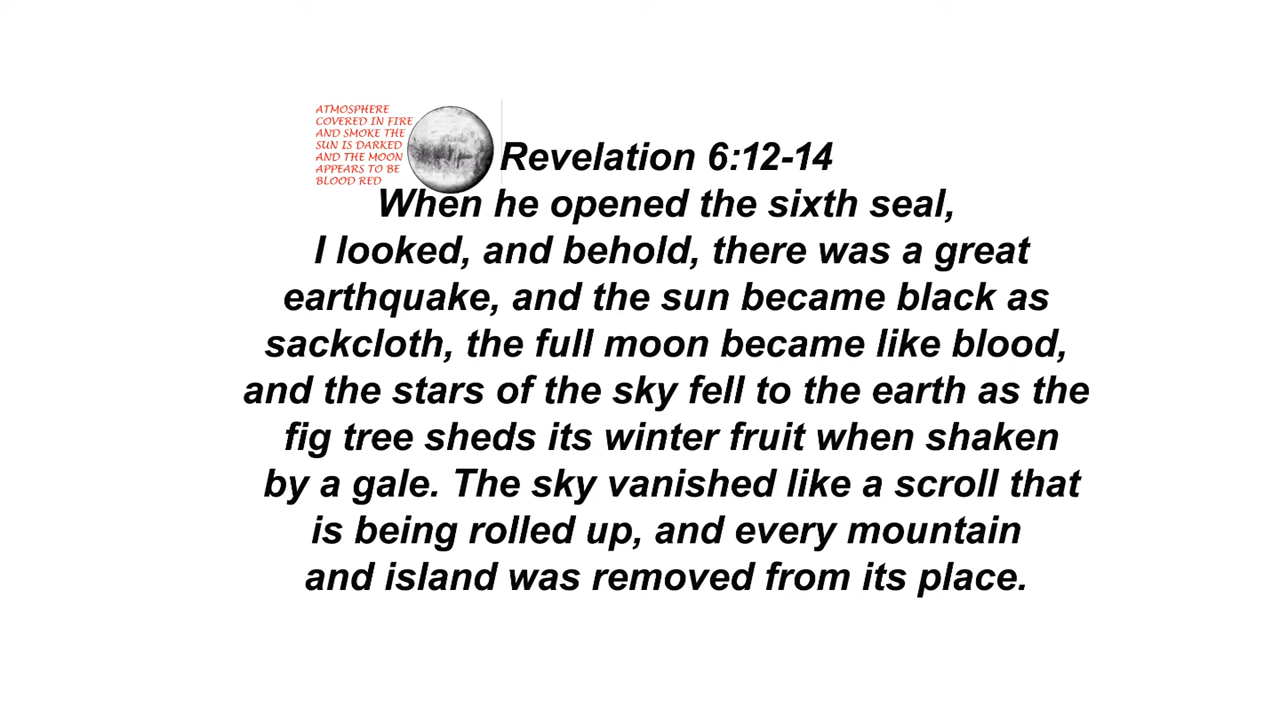 ATMOSPHERE
COVERED IN FIRE
AND SMOKE THE
SUN IS DARKED
AND THE MOON
APPEARS TO BE
BLOOD RED
Revelation 6:12-14
When he opened the sixth seal,
I looked, and behold, there was a great
earthquake, and the sun became black as
sackcloth, the full moon became like blood,
and the stars of the sky fell to the earth as the
fig tree sheds its winter fruit when shaken
by a gale. The sky vanished like a scroll that
is being rolled up, and every mountain
and island was removed from its place.